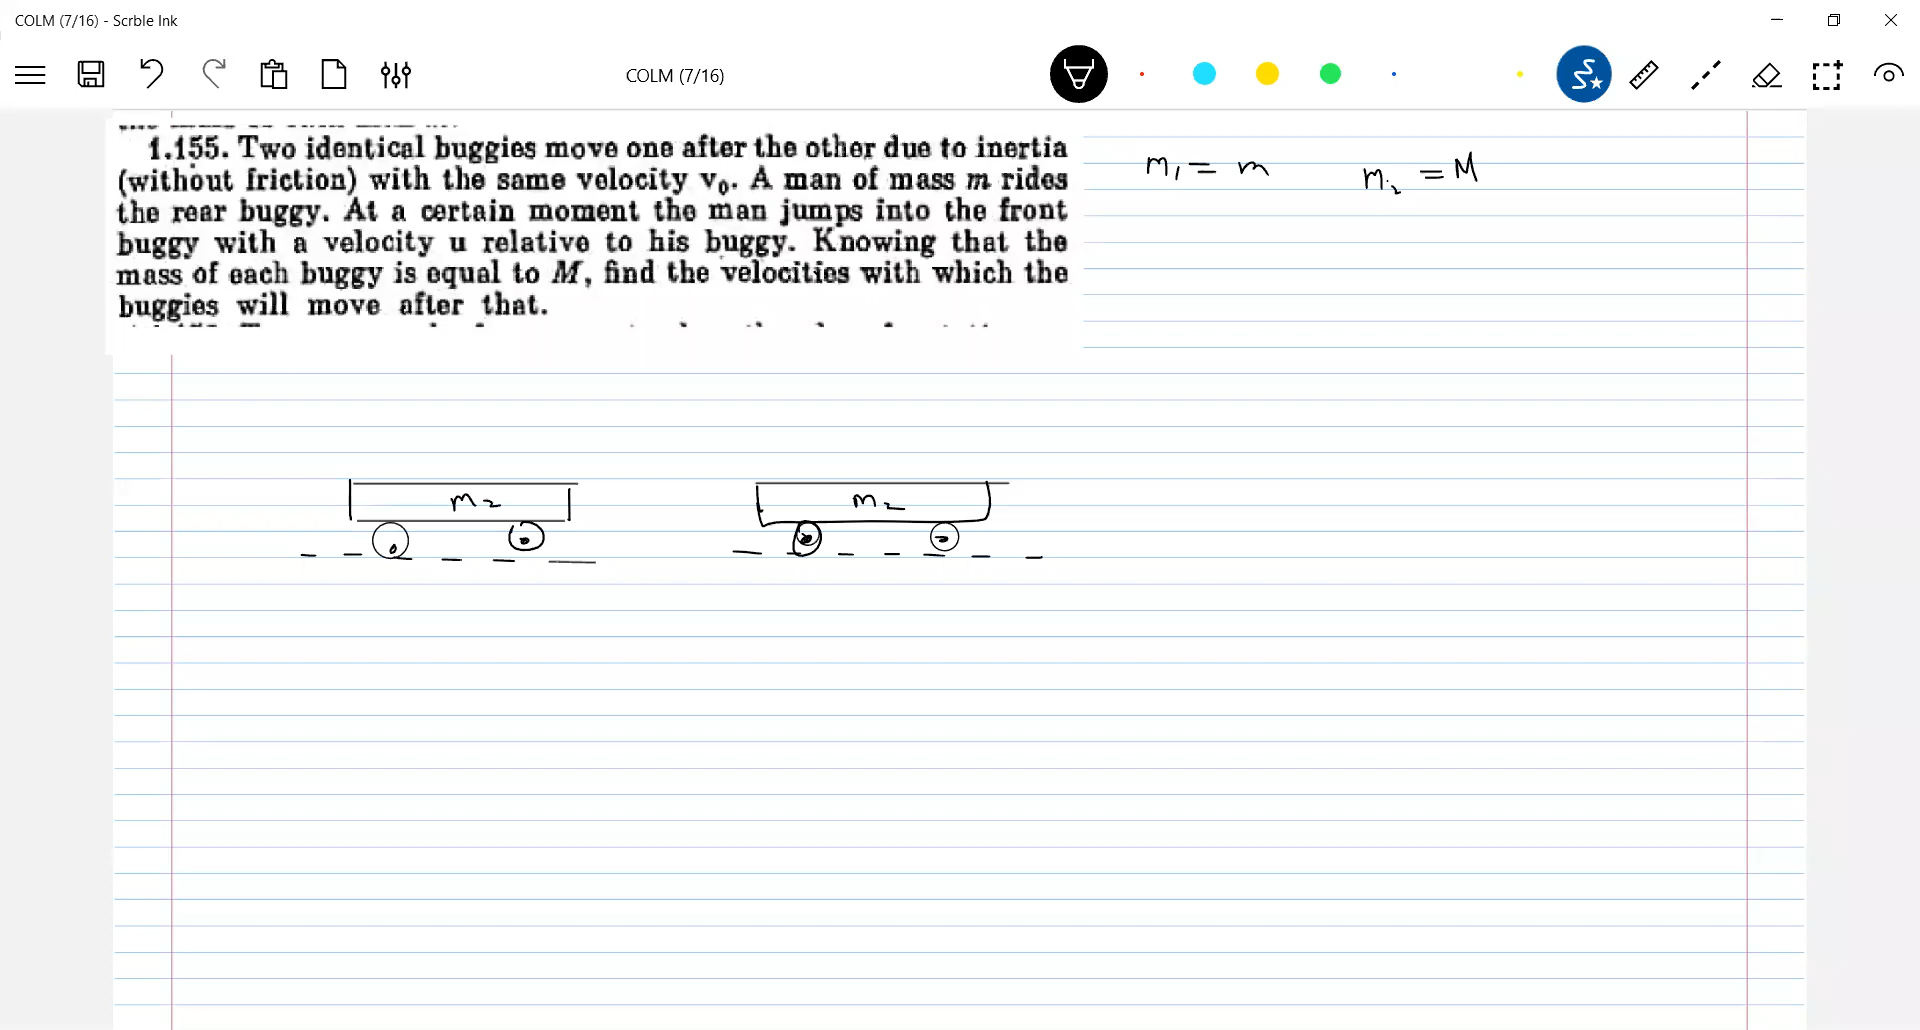 COLM (7/16) - Scrble Ink
COLM (7/16)
1.155. Two identical buggies move one after the other due to inertia
(without friction) with the same velocity v₀. A man of mass m rides
the rear buggy. At a certain moment the man jumps into the front
buggy with a velocity u relative to his buggy. Knowing that the
mass of each buggy is equal to M, find the velocities with which the
buggies will move after that.
m₁ = m m₂ = M
m₂ m₂